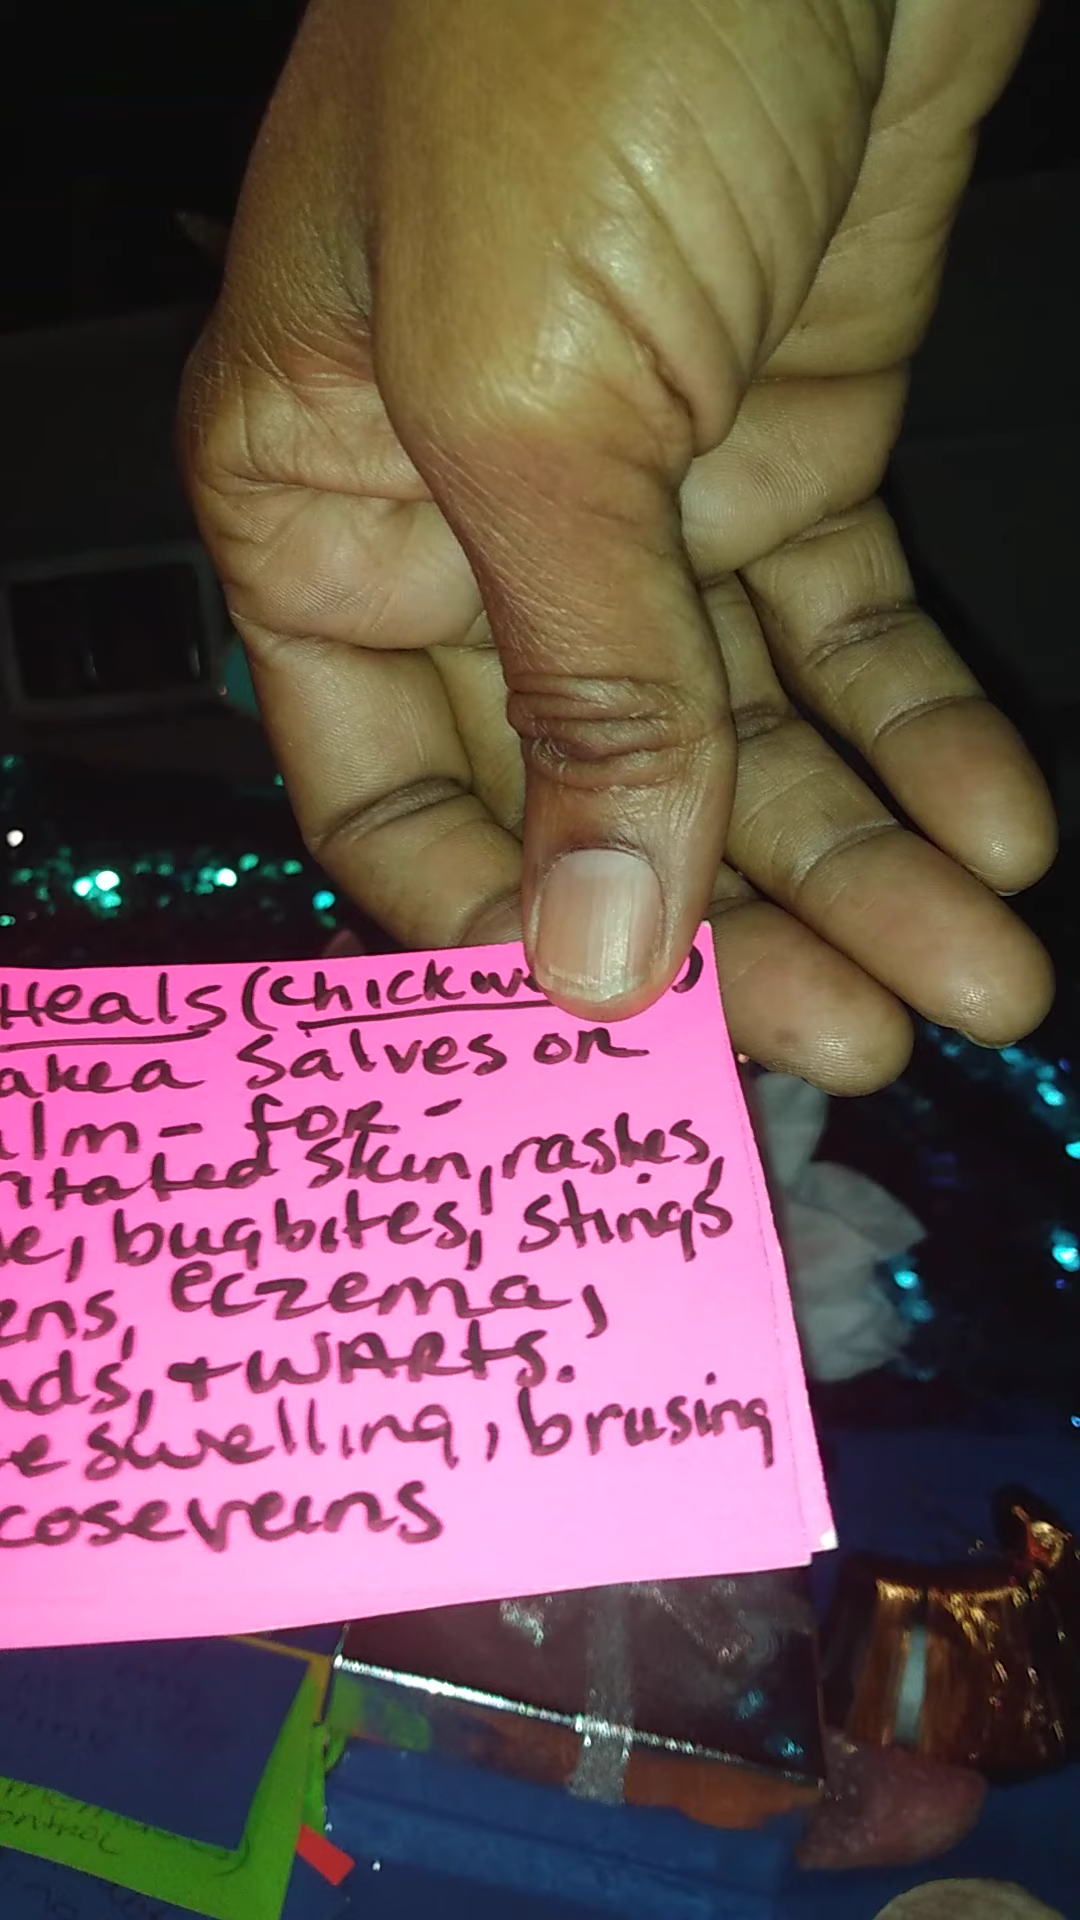 Heals (Chickw
akea Salves or
lm - for -
itated skin, rashes,
e, bugbites, stings
ens, eczema,
ds, + WARts.
e swelling, brusing
coseveins
ontrol